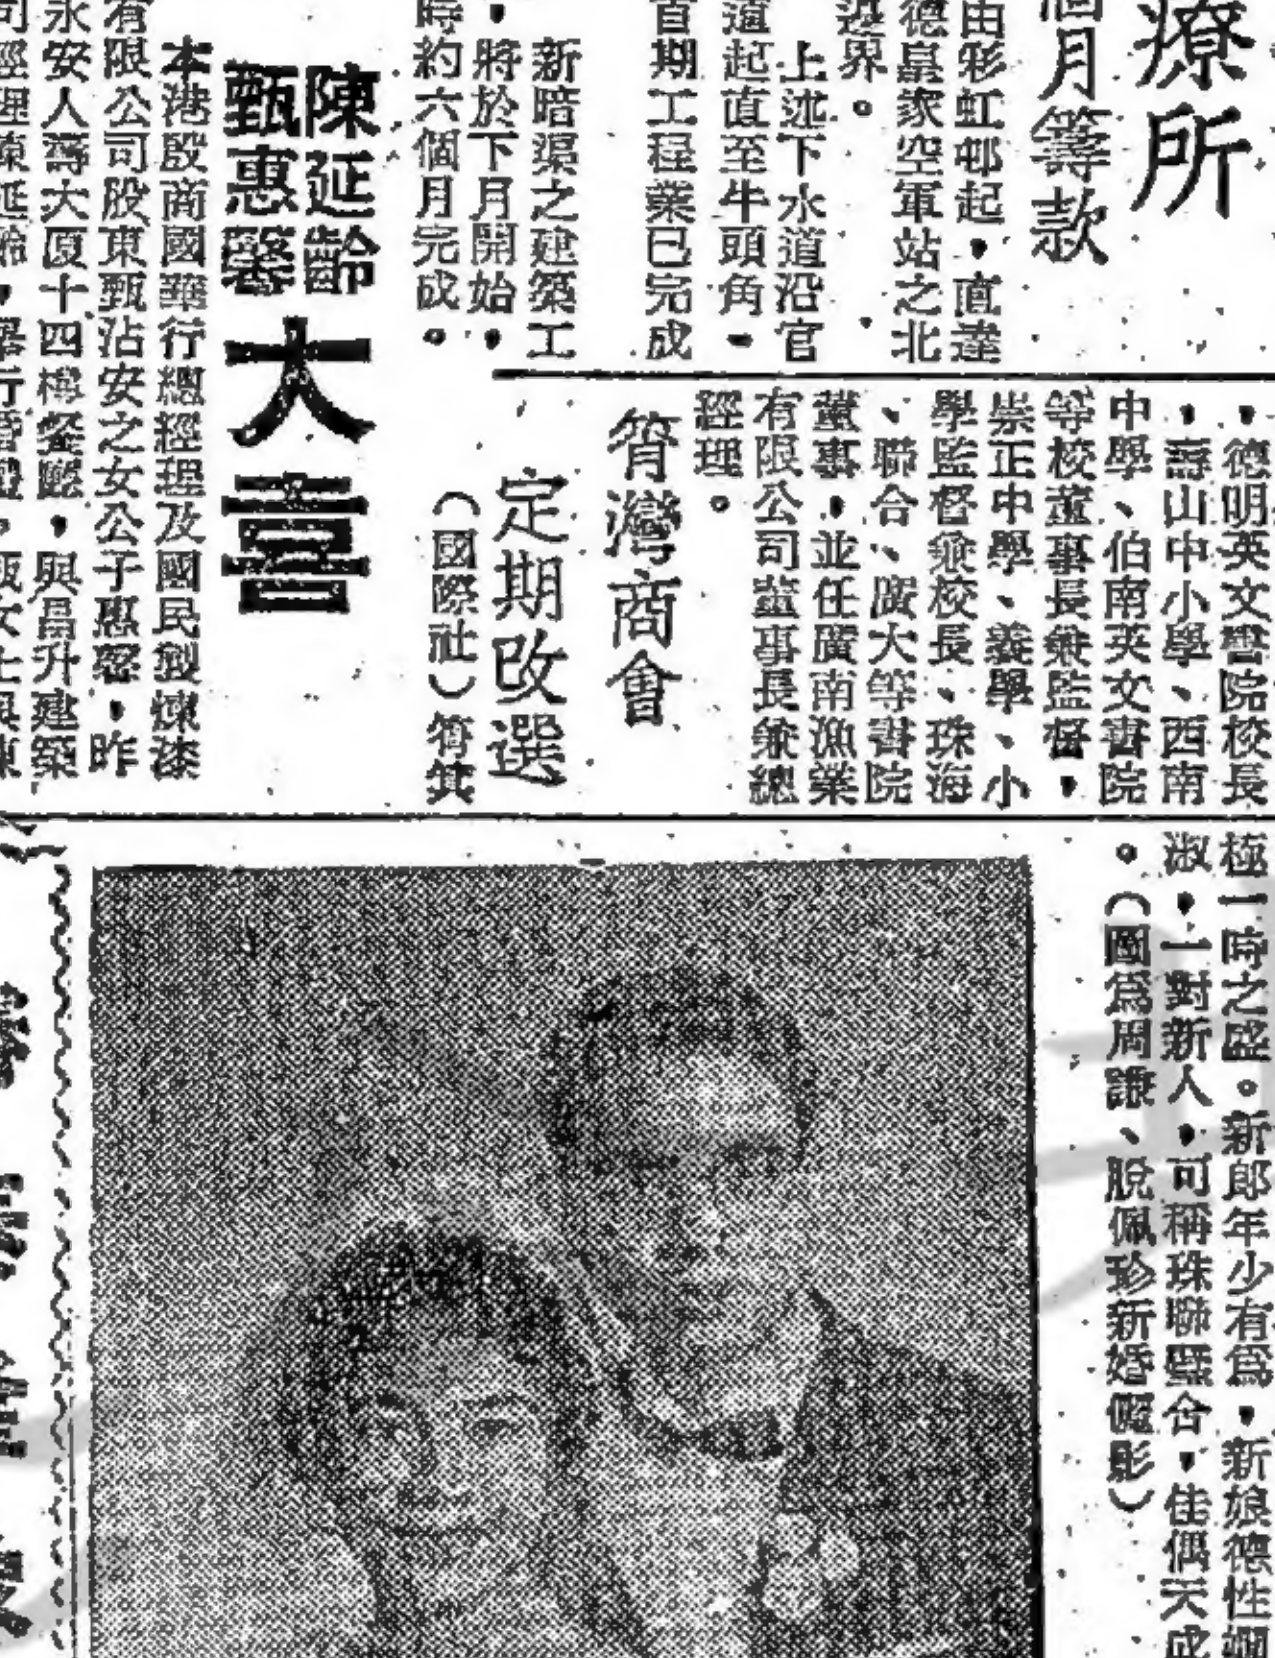 療所
個月籌款
由彩虹邨起，直達
德皇家空軍站之北
邊界。
上述下水道沿官
道起直至牛頭角，
首期工程業已完成
新暗渠之建築工
，將於下月開始，
時約六個月完成。
陳延齡
甄惠馨
大喜
本港殷商國華行總經理及國民製煉漆
有限公司股東甄沾安之女公子惠馨，昨
永安人壽大厦十四樓餐廳，與昌升建築
司經理陳延齡，舉行婚禮。甄女士與陳
，德明英文書院校長
，壽山中小學、西南
中學、伯南英文書院
等校董事長兼監督，
崇正中學、義學、小
學監督兼校長、珠海
、聯合、廣大等書院
董事，並任廣南漁業
有限公司董事長兼總
經理。
筲灣商會
定期改選
（國際社）筲箕
極一時之盛。新郎年少有為，新娘德性嫻
淑，一對新人，可稱珠聯璧合，佳偶天成
。（圖為周謙、脫佩珍新婚儷影）